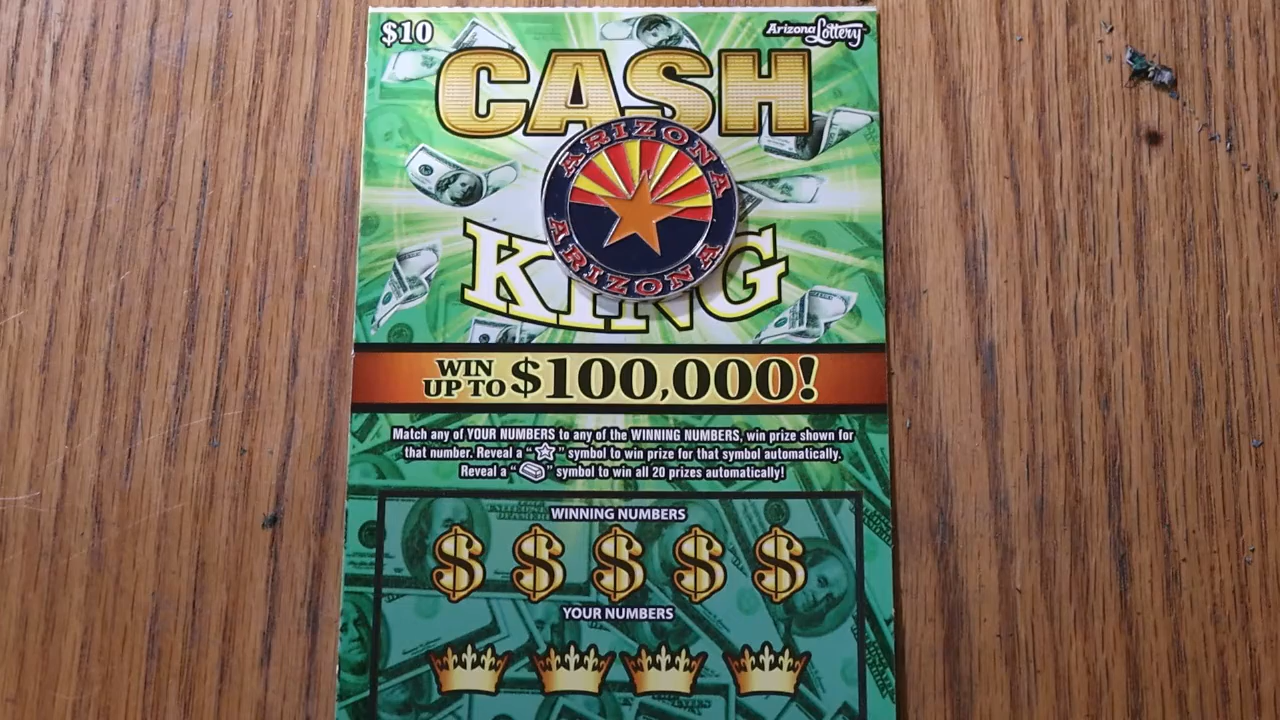 $10
Arizona Lottery
CASH
ARIZONA
ARIZONA
KING
WIN UP TO $100,000!
Match any of YOUR NUMBERS to any of the WINNING NUMBERS, win prize shown for
that number. Reveal a "☆" symbol to win prize for that symbol automatically.
Reveal a " " symbol to win all 20 prizes automatically!
WINNING NUMBERS
$ $ $ $ $
YOUR NUMBERS